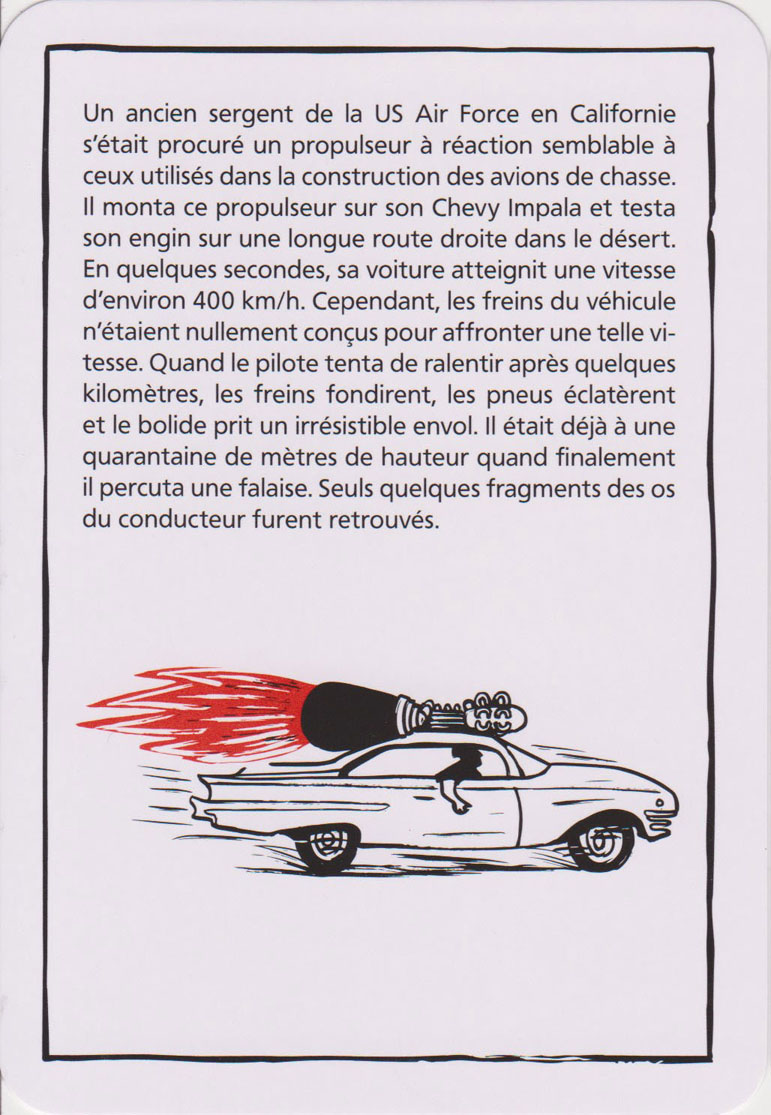 Un ancien sergent de la US Air Force en Californie
s’était procuré un propulseur à réaction semblable à
ceux utilisés dans la construction des avions de chasse.
Il monta ce propulseur sur son Chevy Impala et testa
son engin sur une longue route droite dans le désert.
En quelques secondes, sa voiture atteignit une vitesse
d’environ 400 km/h. Cependant, les freins du véhicule
n’étaient nullement conçus pour affronter une telle vi-
tesse. Quand le pilote tenta de ralentir après quelques
kilomètres, les freins fondirent, les pneus éclatèrent
et le bolide prit un irrésistible envol. Il était déjà à une
quarantaine de mètres de hauteur quand finalement
il percuta une falaise. Seuls quelques fragments des os
du conducteur furent retrouvés.